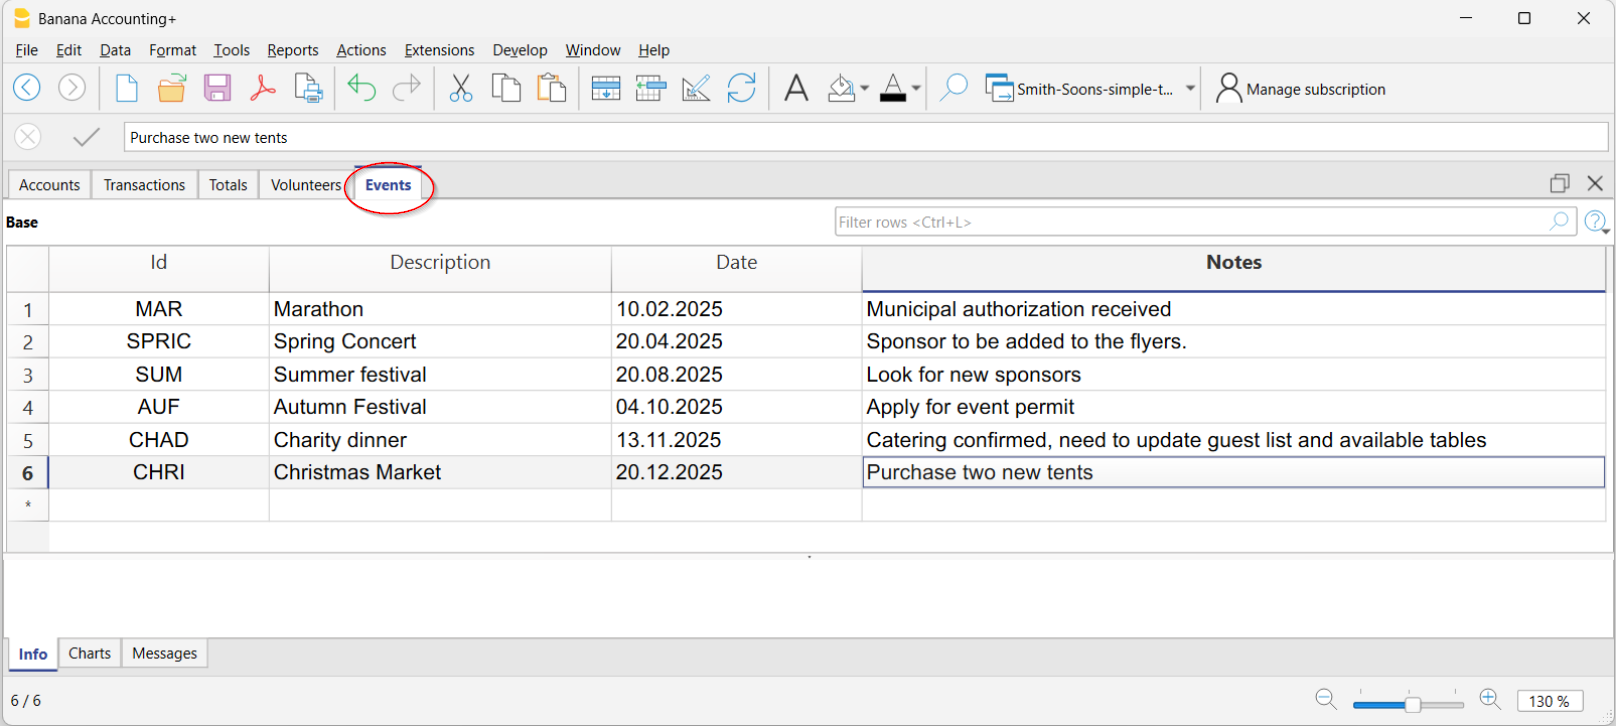 Banana Accounting+
File Edit Data Format Tools Reports Actions Extensions Develop Window Help
A A Smith-Soons-simple-t... Manage subscription
Purchase two new tents
Accounts Transactions Totals Volunteers Events
Base Filter rows <Ctrl+L> ?
Id Description Date Notes
1 MAR Marathon 10.02.2025 Municipal authorization received
2 SPRIC Spring Concert 20.04.2025 Sponsor to be added to the flyers.
3 SUM Summer festival 20.08.2025 Look for new sponsors
4 AUF Autumn Festival 04.10.2025 Apply for event permit
5 CHAD Charity dinner 13.11.2025 Catering confirmed, need to update guest list and available tables
6 CHRI Christmas Market 20.12.2025 Purchase two new tents
*
Info Charts Messages
6 / 6 130 %